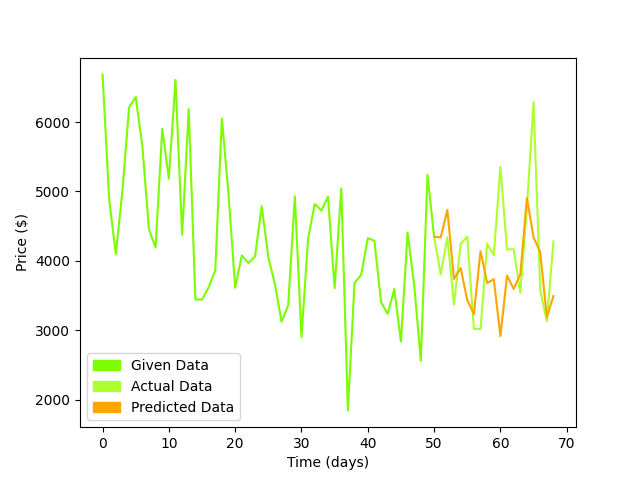 6000
5000
4000
3000
2000
Price ($)
Given Data
Actual Data
Predicted Data
0 10 20 30 40 50 60 70
Time (days)